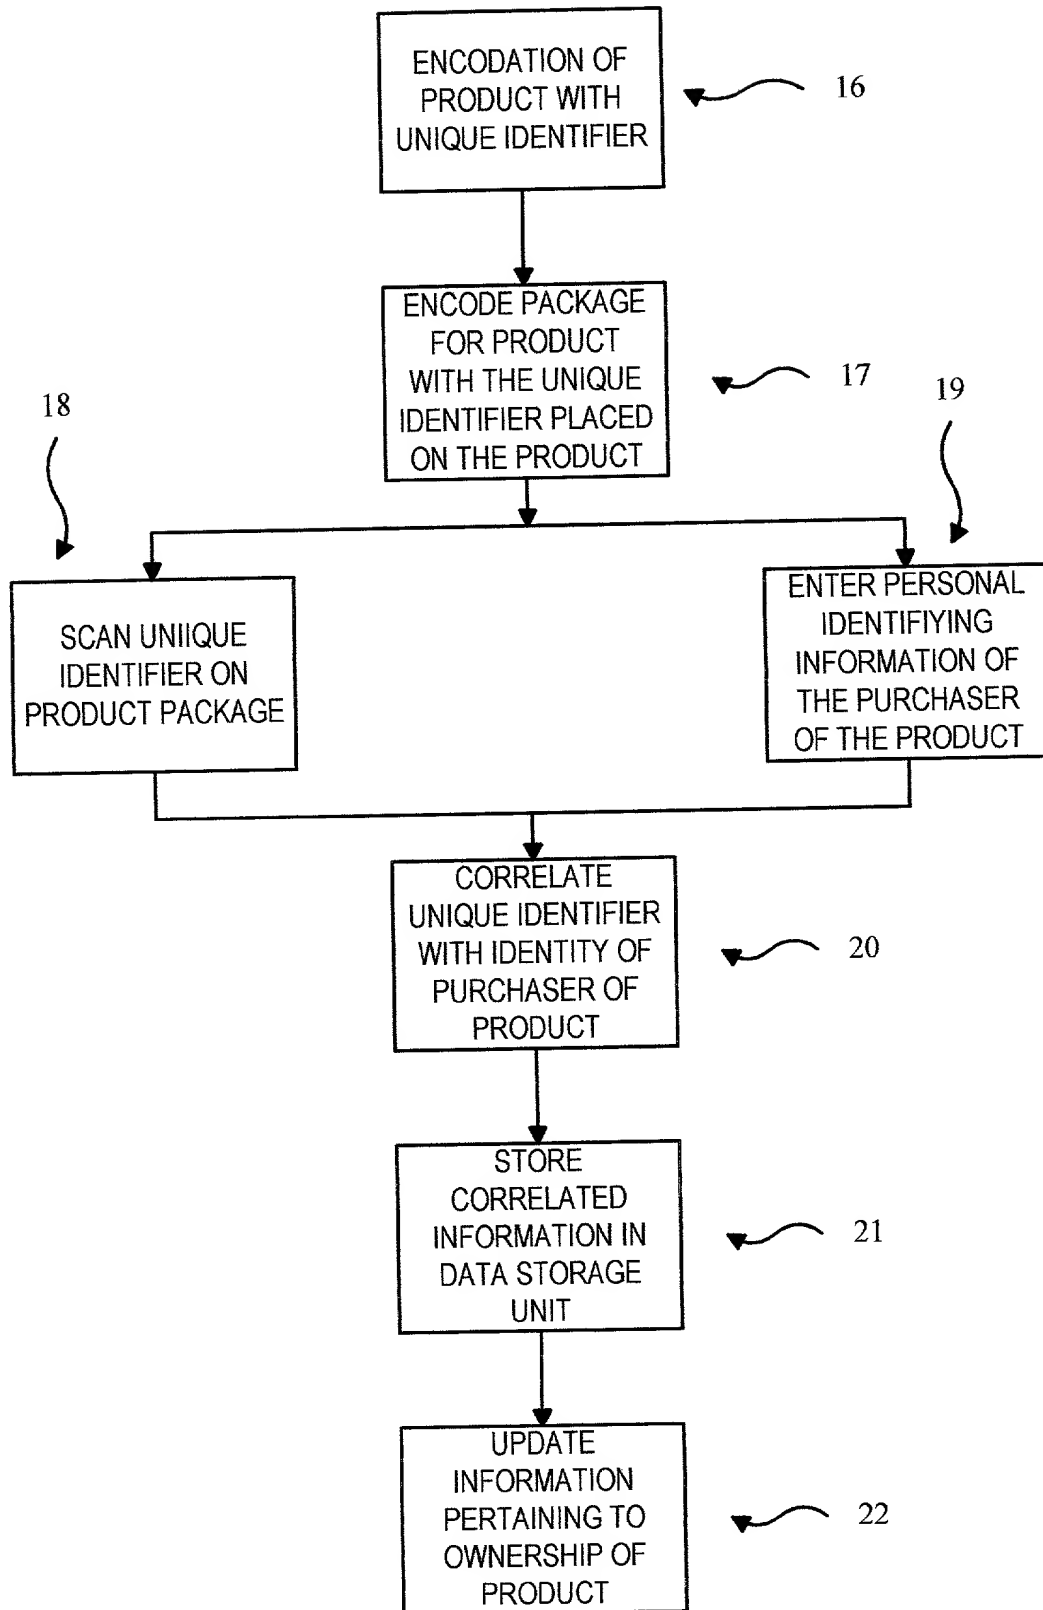 ENCODATION OF
PRODUCT WITH
UNIQUE IDENTIFIER
16
ENCODE PACKAGE
FOR PRODUCT
WITH THE UNIQUE
IDENTIFIER PLACED
ON THE PRODUCT
17
18
19
SCAN UNIIQUE
IDENTIFIER ON
PRODUCT PACKAGE
ENTER PERSONAL
IDENTIFIYING
INFORMATION OF
THE PURCHASER
OF THE PRODUCT
CORRELATE
UNIQUE IDENTIFIER
WITH IDENTITY OF
PURCHASER OF
PRODUCT
20
STORE
CORRELATED
INFORMATION IN
DATA STORAGE
UNIT
21
UPDATE
INFORMATION
PERTAINING TO
OWNERSHIP OF
PRODUCT
22